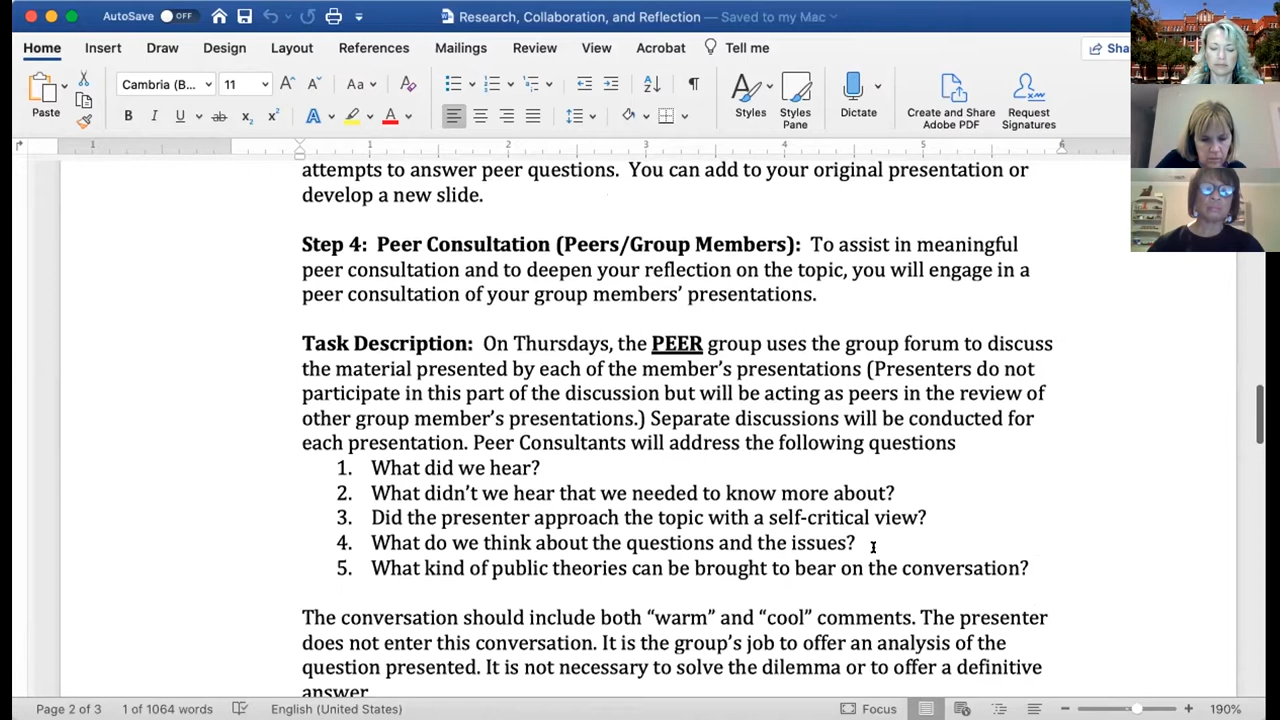 AutoSave OFF Research, Collaboration, and Reflection — Saved to my Mac
Home Insert Draw Design Layout References Mailings Review View Acrobat Tell me Sha
Cambria (B... 11
Paste Styles Styles Pane Dictate Create and Share Adobe PDF Request Signatures
1 1 2 3 4 5 6
attempts to answer peer questions.  You can add to your original presentation or
develop a new slide.
Step 4:  Peer Consultation (Peers/Group Members):  To assist in meaningful
peer consultation and to deepen your reflection on the topic, you will engage in a
peer consultation of your group members’ presentations.
Task Description:  On Thursdays, the PEER group uses the group forum to discuss
the material presented by each of the member’s presentations (Presenters do not
participate in this part of the discussion but will be acting as peers in the review of
other group member’s presentations.) Separate discussions will be conducted for
each presentation. Peer Consultants will address the following questions
1. What did we hear?
2. What didn’t we hear that we needed to know more about?
3. Did the presenter approach the topic with a self-critical view?
4. What do we think about the questions and the issues?
5. What kind of public theories can be brought to bear on the conversation?
The conversation should include both “warm” and “cool” comments. The presenter
does not enter this conversation. It is the group’s job to offer an analysis of the
question presented. It is not necessary to solve the dilemma or to offer a definitive
answer
Page 2 of 3 1 of 1064 words English (United States) Focus 190%